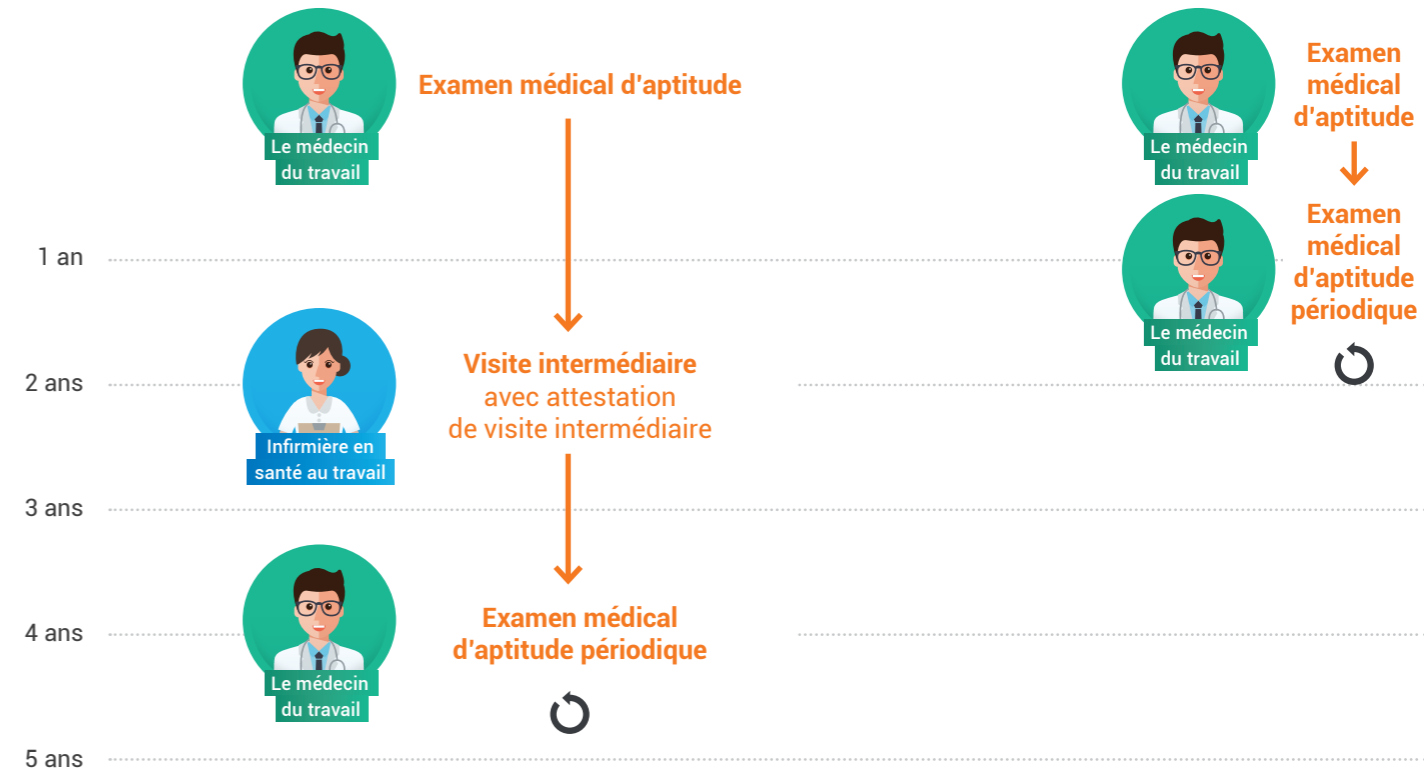 Examen médical d'aptitude
Le médecin
du travail
Examen
médical
d'aptitude
Le médecin
du travail
1 an
Examen
médical
d'aptitude
périodique
Le médecin
du travail
2 ans
Visite intermédiaire
avec attestation
de visite intermédiaire
Infirmière en
santé au travail
3 ans
4 ans
Examen médical
d'aptitude périodique
Le médecin
du travail
5 ans